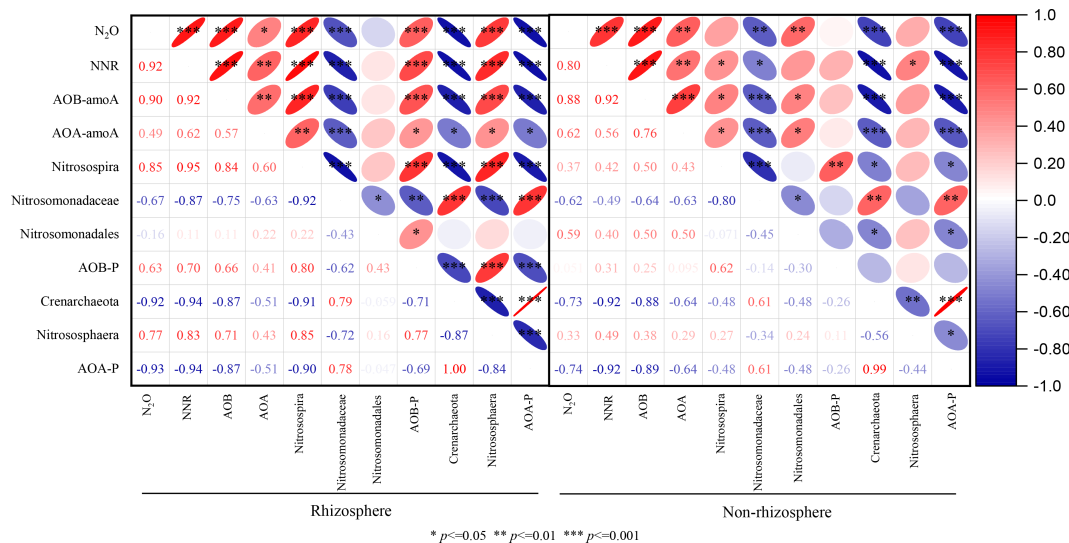 N2O *** *** * *** *** *** *** *** *** *** *** ** *** ** *** ***
NNR 0.92 *** ** *** *** *** *** *** *** 0.80 *** ** * * *** * ***
AOB-amoA 0.90 0.92 ** *** *** *** *** *** *** 0.88 0.92 *** * *** * *** ***
AOA-amoA 0.49 0.62 0.57 ** *** * * * * 0.62 0.56 0.76 * *** * *** ***
Nitrosospira 0.85 0.95 0.84 0.60 *** *** *** *** *** 0.37 0.42 0.50 0.43 *** ** * *
Nitrosomonadaceae -0.67 -0.87 -0.75 -0.63 -0.92 * ** *** *** *** -0.62 -0.49 -0.64 -0.63 -0.80 * ** **
Nitrosomonadales -0.16 0.11 0.11 0.22 0.22 -0.43 * 0.59 0.40 0.50 0.50 -0.071 -0.45 * *
AOB-P 0.63 0.70 0.66 0.41 0.80 -0.62 0.43 *** *** *** 0.31 0.25 0.095 0.62 -0.14 -0.30
Crenarchaeota -0.92 -0.94 -0.87 -0.51 -0.91 0.79 -0.059 -0.71 *** *** -0.73 -0.92 -0.88 -0.64 -0.48 0.61 -0.48 -0.26 ** ***
Nitrososphaera 0.77 0.83 0.71 0.43 0.85 -0.72 0.16 0.77 -0.87 *** 0.33 0.49 0.38 0.29 0.27 -0.34 0.24 0.11 -0.56 *
AOA-P -0.93 -0.94 -0.87 -0.51 -0.90 0.78 -0.047 -0.69 1.00 -0.84 -0.74 -0.92 -0.89 -0.64 -0.48 0.61 -0.48 -0.26 0.99 -0.44
N2O NNR AOB AOA Nitrosospira Nitrosomonadaceae Nitrosomonadales AOB-P Crenarchaeota Nitrososphaera AOA-P N2O NNR AOB AOA Nitrosospira Nitrosomonadaceae Nitrosomonadales AOB-P Crenarchaeota Nitrososphaera AOA-P
1.0
0.80
0.60
0.40
0.20
0.0
-0.20
-0.40
-0.60
-0.80
-1.0
Rhizosphere Non-rhizosphere
* p<=0.05 ** p<=0.01 *** p<=0.001